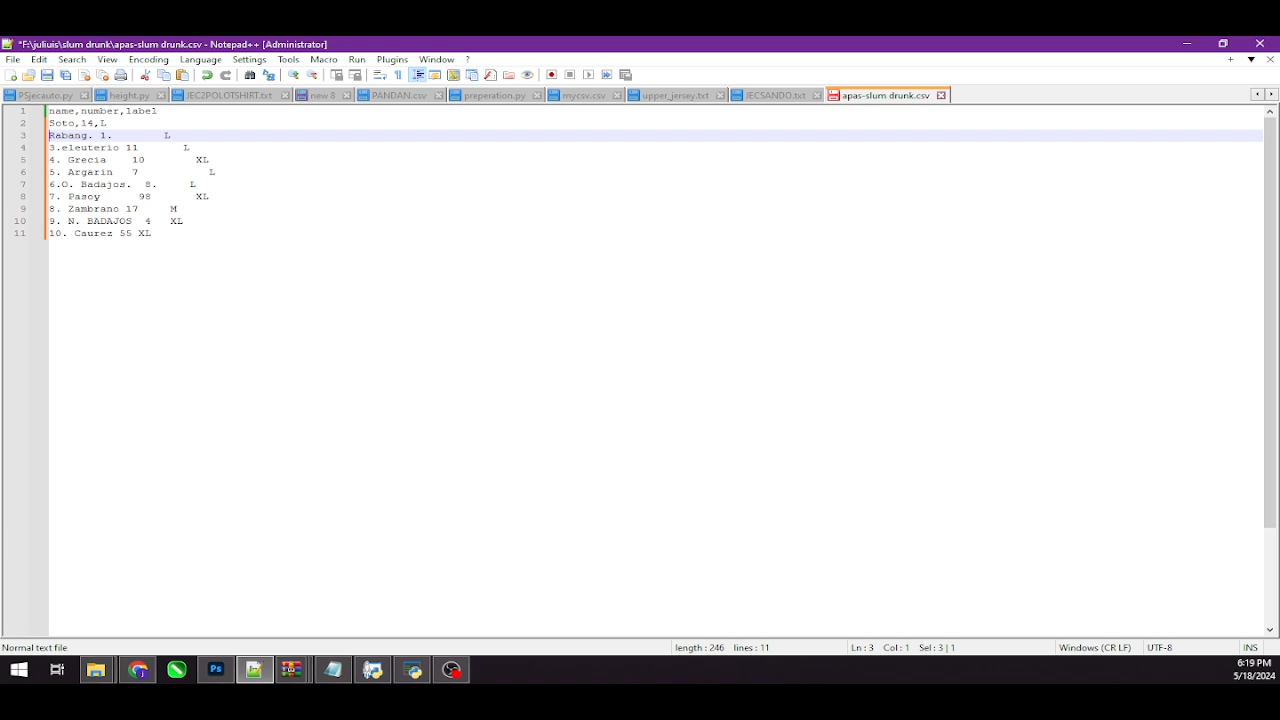 *F:\juliuis\slum drunk\apas-slum drunk.csv - Notepad++ [Administrator]
File Edit Search View Encoding Language Settings Tools Macro Run Plugins Window ?
PSjecauto.py height.py JEC2POLOTSHIRT.txt new 8 PANDAN.csv preperation.py mycsv.csv upper_jersey.txt JECSANDO.txt apas-slum drunk.csv
1 name,number,label
2 Soto,14,L
3 Rabang. 1. L
4 3.eleuterio 11 L
5 4. Grecia 10 XL
6 5. Argarin 7 L
7 6.O. Badajos. 8. L
8 7. Pasoy 98 XL
9 8. Zambrano 17 M
10 9. N. BADAJOS 4 XL
11 10. Caurez 55 XL
Normal text file length : 246 lines : 11 Ln : 3 Col : 1 Sel : 3 | 1 Windows (CR LF) UTF-8 INS
Ps
6:19 PM
5/18/2024